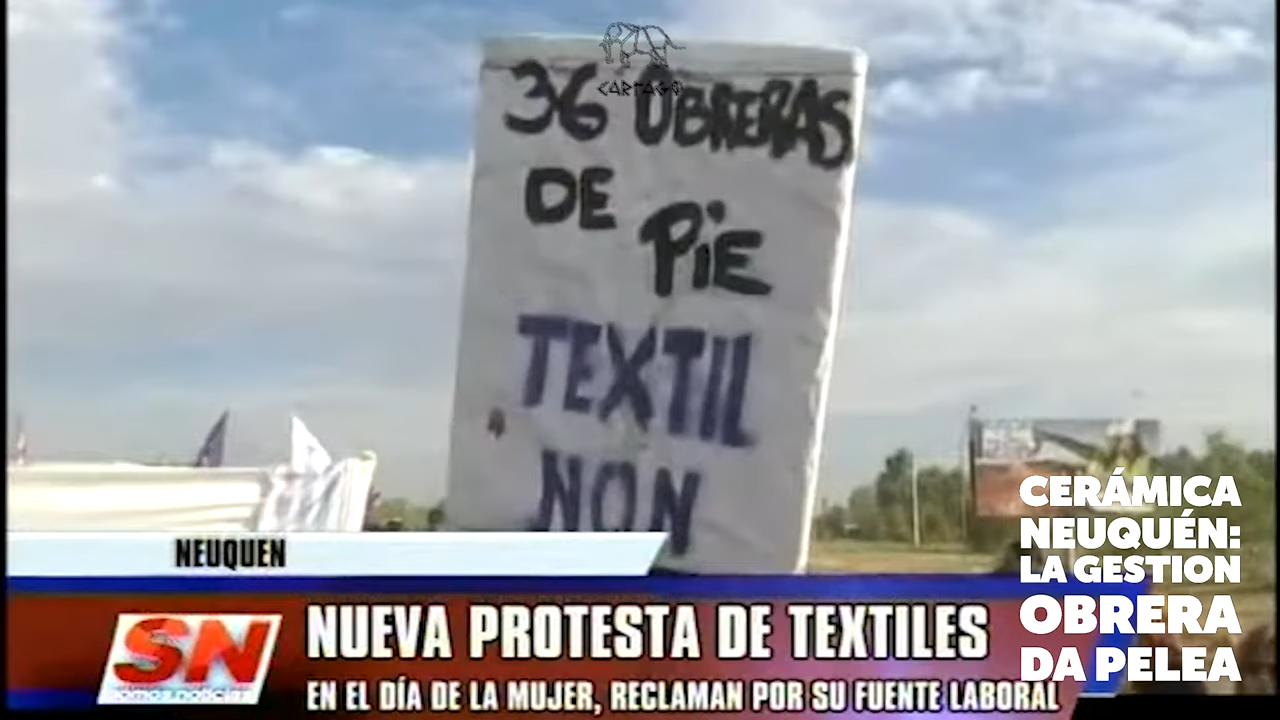 CARTAGO
36 OBRERAS
DE PIE
TEXTIL
NON
CERÁMICA
NEUQUÉN:
LA GESTION
OBRERA
DA PELEA
NEUQUEN
SN
somos noticias
NUEVA PROTESTA DE TEXTILES
EN EL DÍA DE LA MUJER, RECLAMAN POR SU FUENTE LABORAL